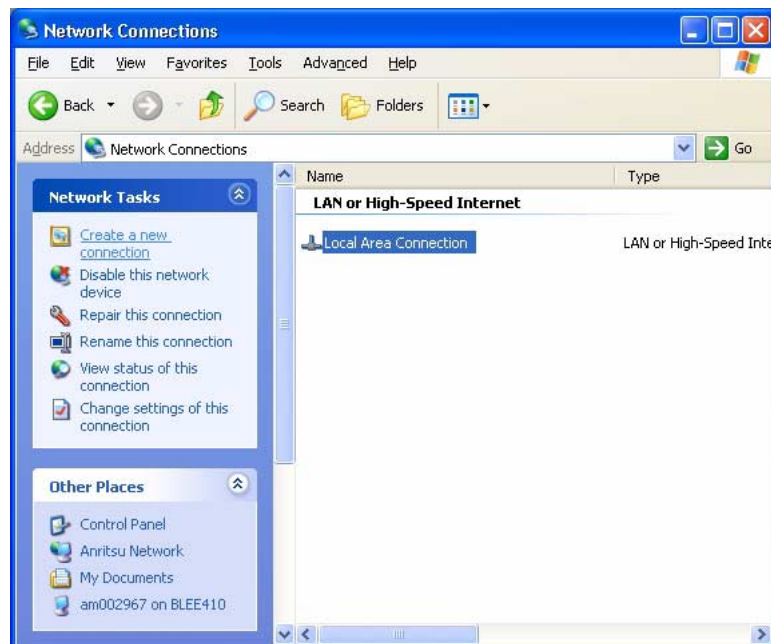 Network Connections
File Edit View Favorites Tools Advanced Help
Back Search Folders
Address Network Connections Go
Network Tasks
Create a new
connection
Disable this network
device
Repair this connection
Rename this connection
View status of this
connection
Change settings of this
connection
Other Places
Control Panel
Anritsu Network
My Documents
am002967 on BLEE410
Name Type
LAN or High-Speed Internet
Local Area Connection LAN or High-Speed Inte